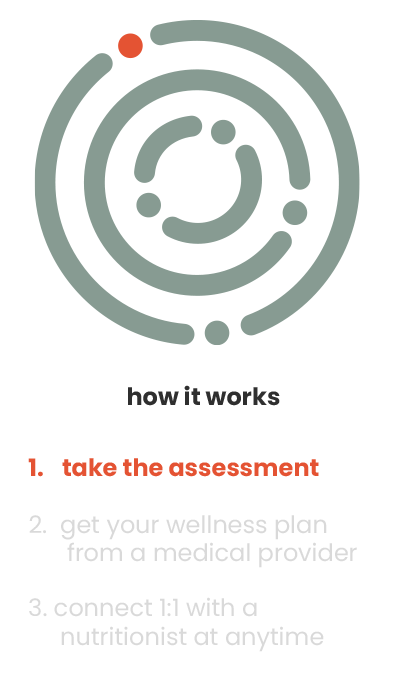 how it works
1. take the assessment
2. get your wellness plan
from a medical provider
3. connect 1:1 with a
nutritionist at anytime